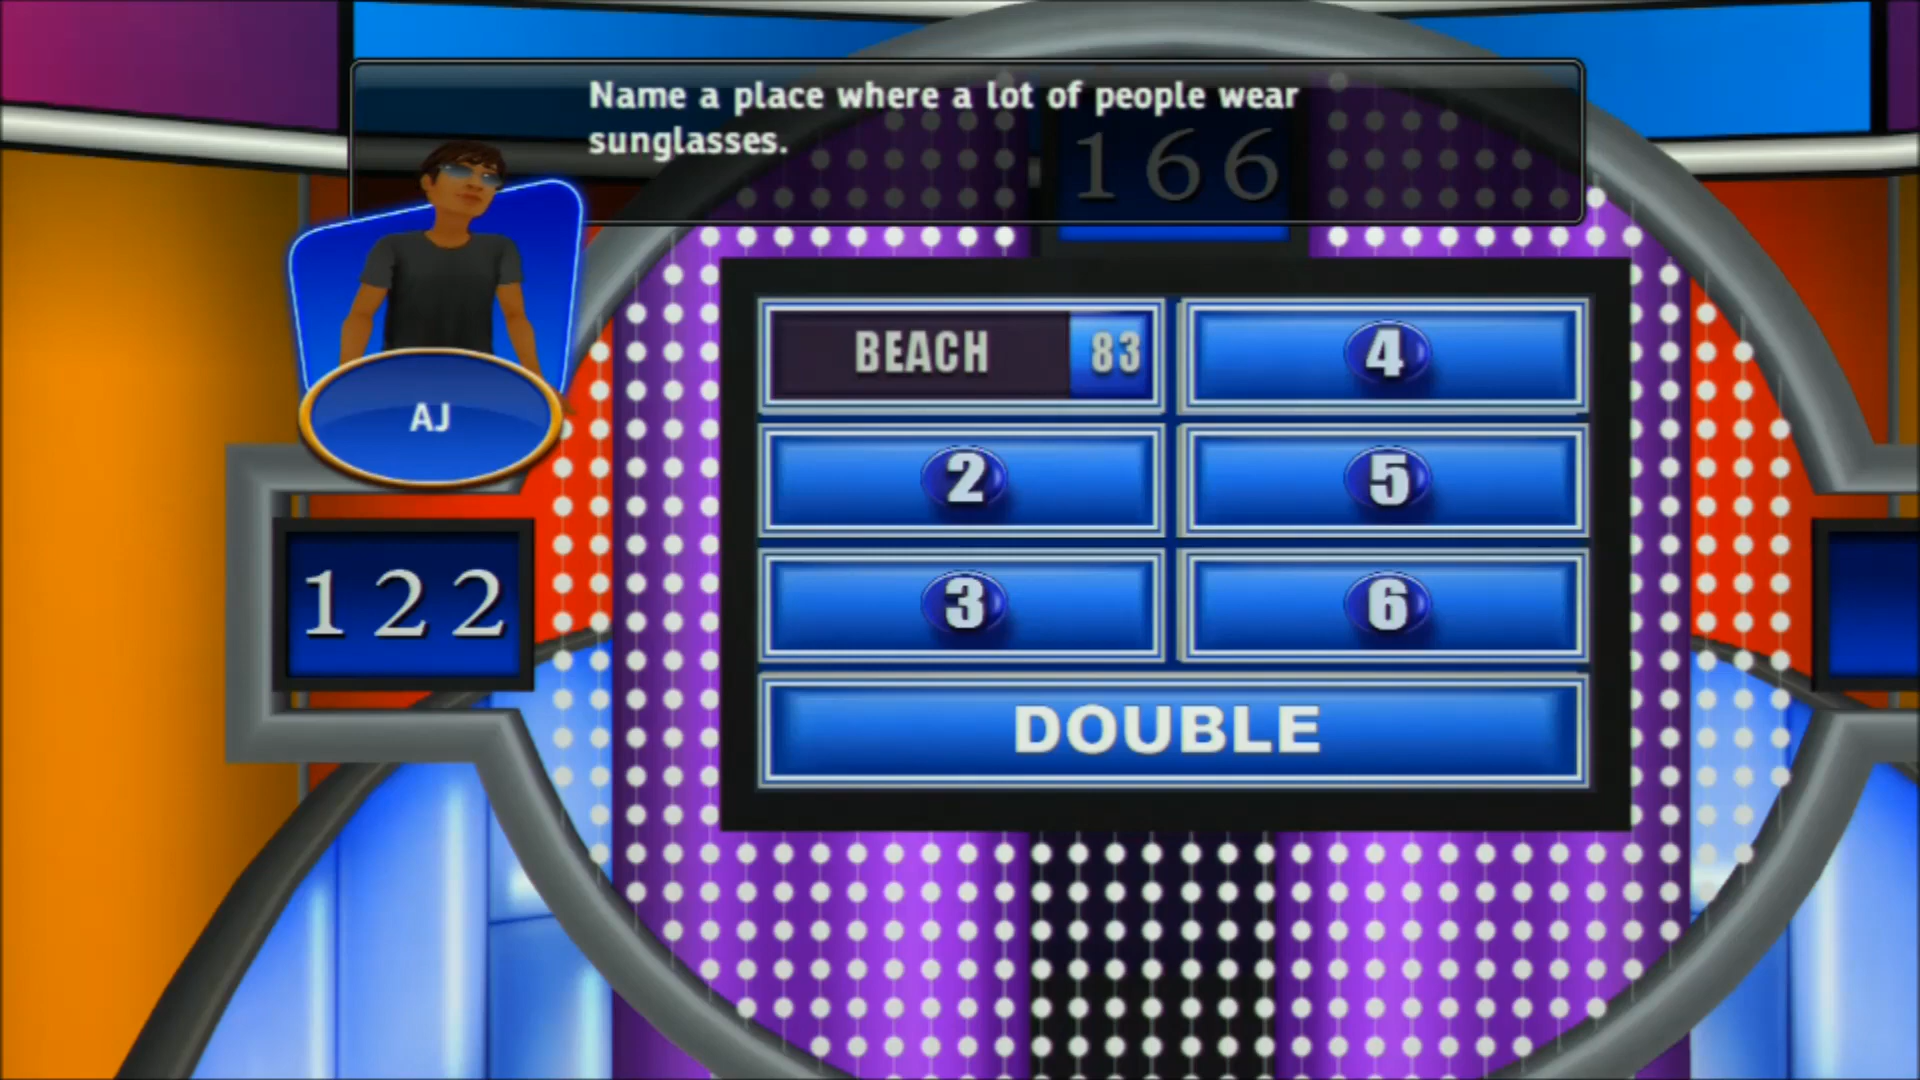 Name a place where a lot of people wear
sunglasses.
166
AJ
122
BEACH 83
4
2
5
3
6
DOUBLE